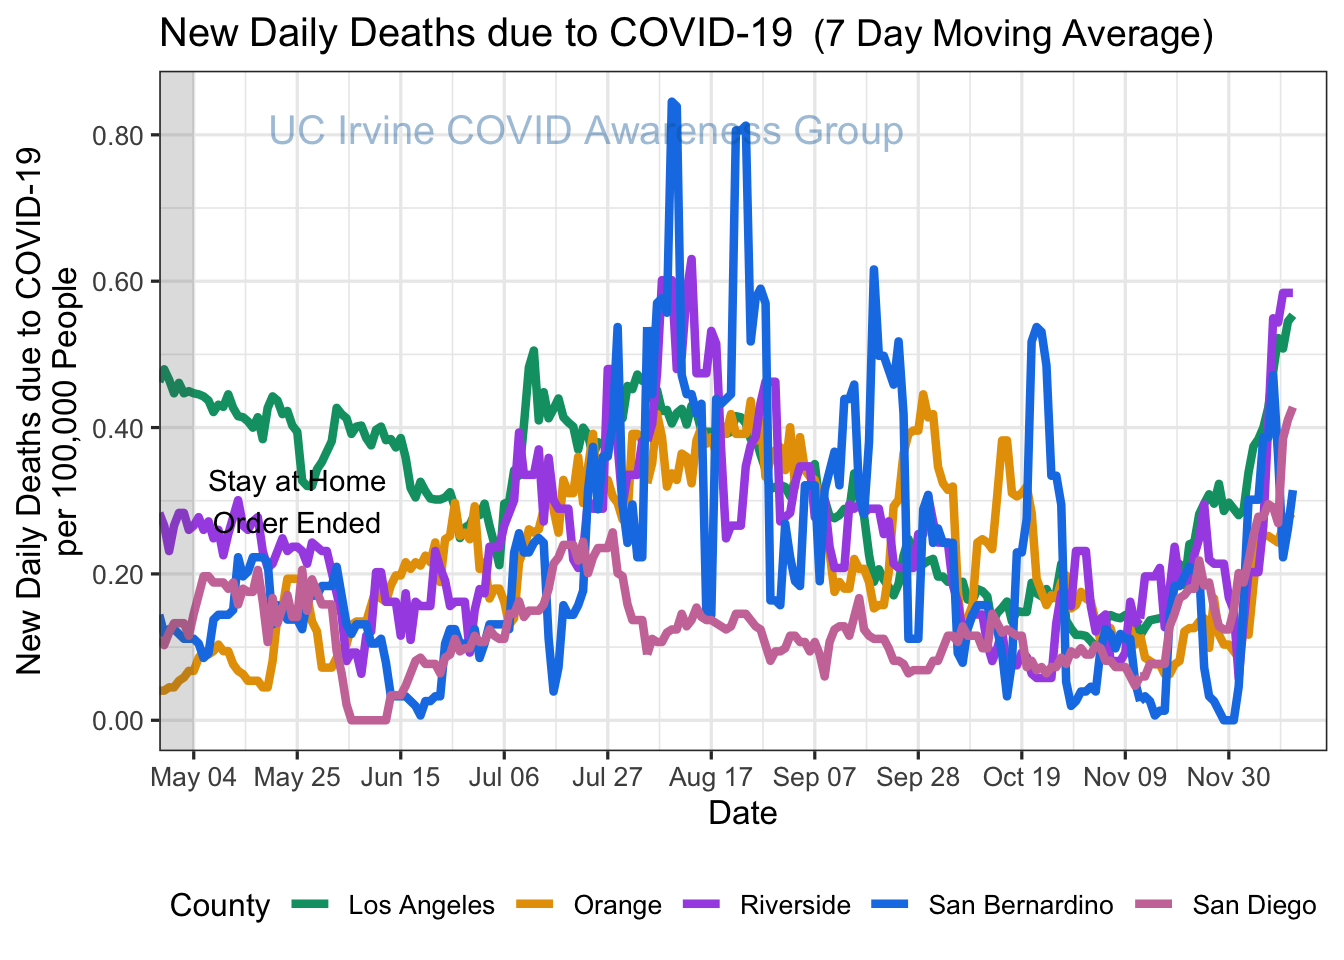 New Daily Deaths due to COVID-19 (7 Day Moving Average)
New Daily Deaths due to COVID-19
per 100,000 People
0.80
0.60
0.40
0.20
0.00
UC Irvine COVID Awareness Group
Stay at Home
Order Ended
May 04 May 25 Jun 15 Jul 06 Jul 27 Aug 17 Sep 07 Sep 28 Oct 19 Nov 09 Nov 30
Date
County Los Angeles Orange Riverside San Bernardino San Diego